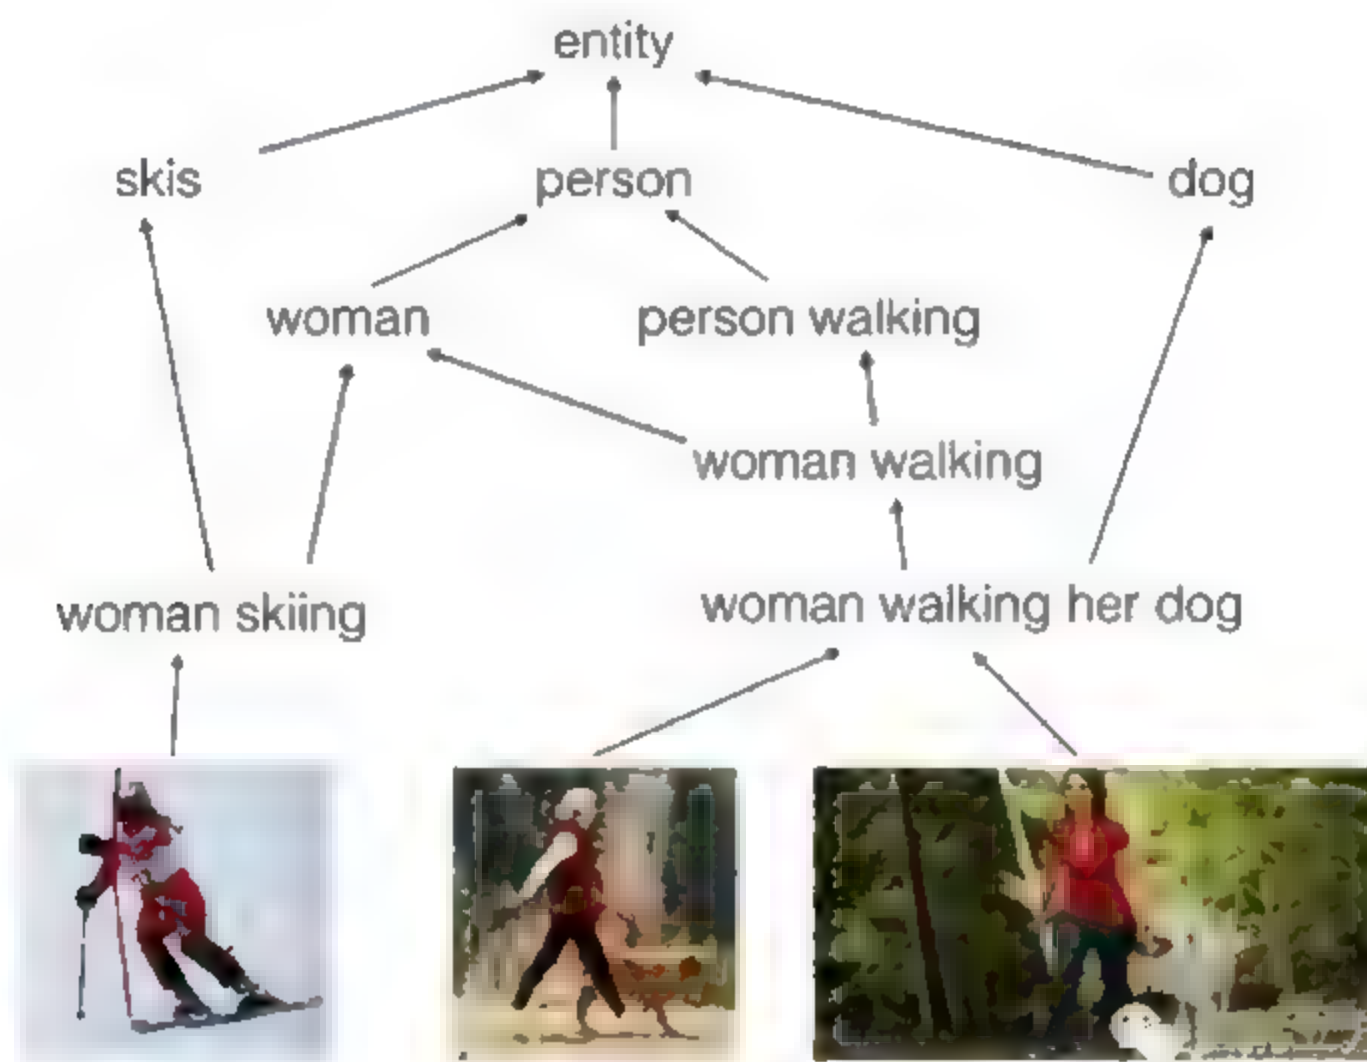 entity
skis
person
dog
woman
person walking
woman walking
woman skiing
woman walking her dog